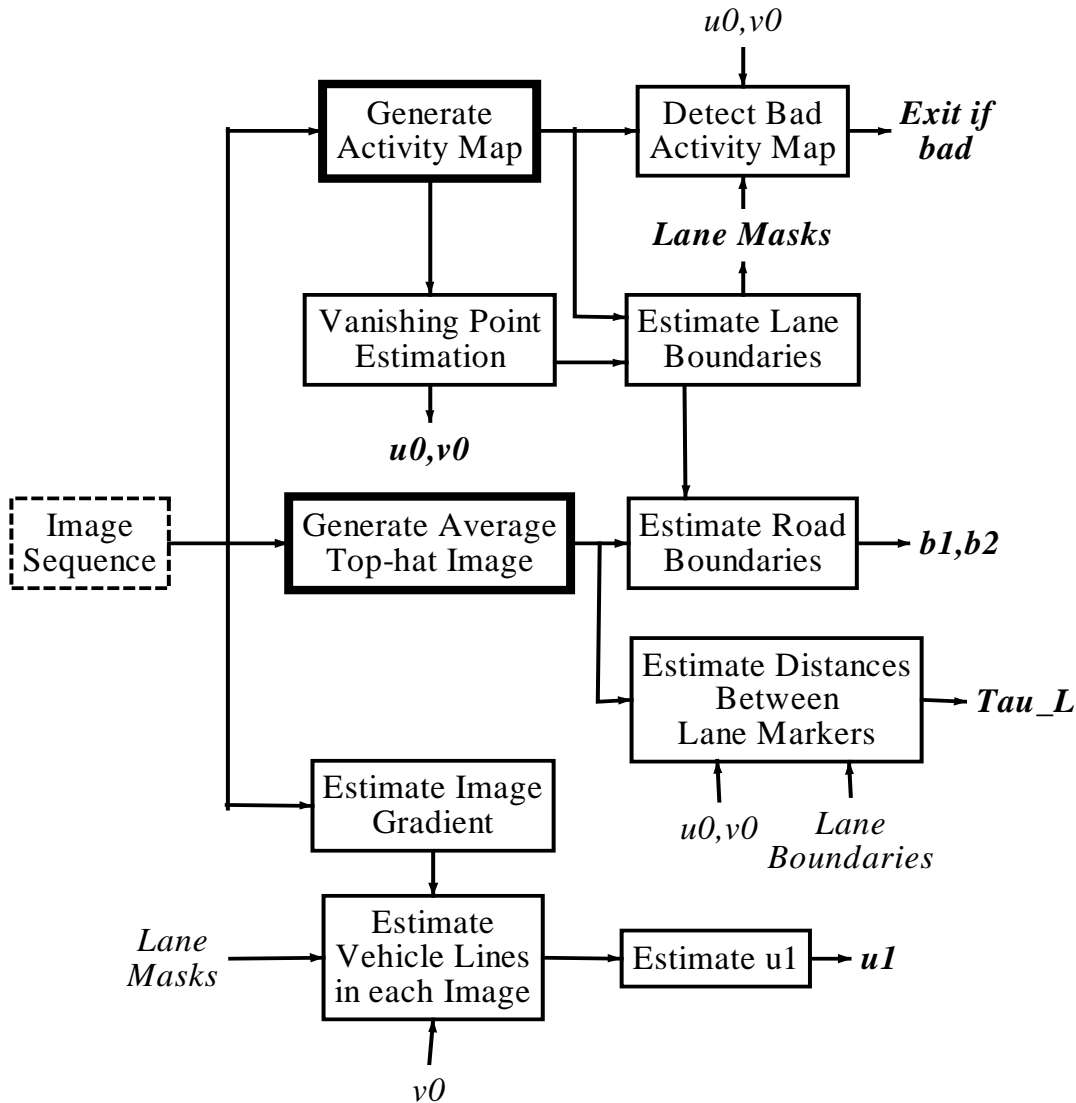 u0,v0
Generate
Activity Map
Detect Bad
Activity Map
Exit if
bad
Lane Masks
Vanishing Point
Estimation
Estimate Lane
Boundaries
u0,v0
Image
Sequence
Generate Average
Top-hat Image
Estimate Road
Boundaries
b1,b2
Estimate Distances
Between
Lane Markers
Tau_L
Estimate Image
Gradient
u0,v0
Lane
Boundaries
Lane
Masks
Estimate
Vehicle Lines
in each Image
Estimate u1
u1
v0